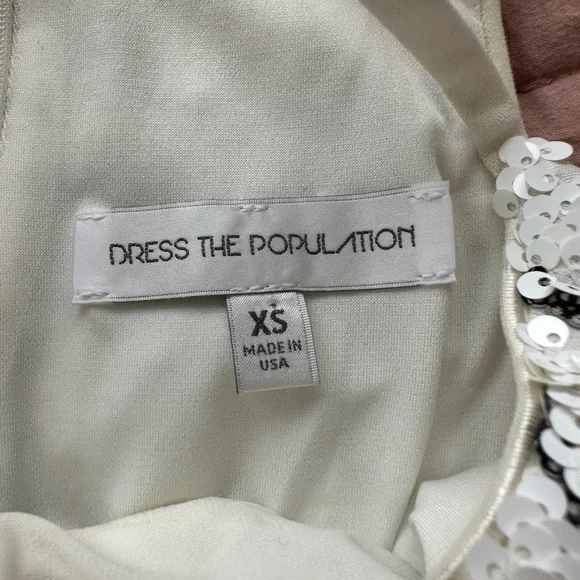 DRESS THE POPULATION
XS
MADE IN
USA